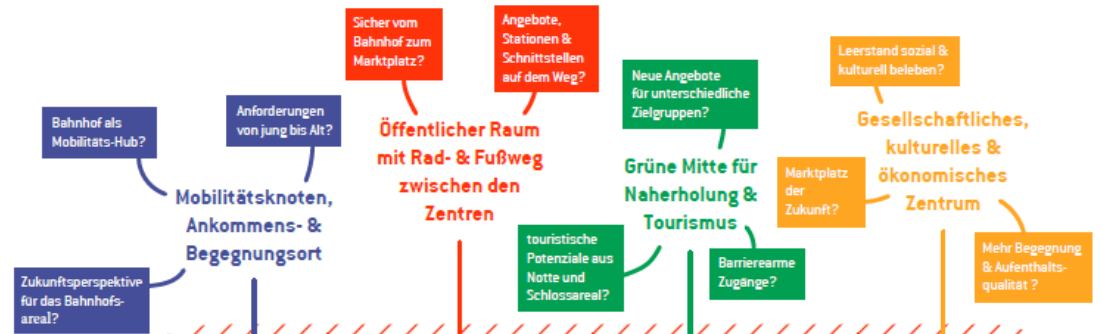 Bahnhof als
Mobilitäts-Hub?
Anforderungen
von jung bis Alt?
Mobilitätsknoten,
Ankommens- &
Begegnungsort
Zukunftsperspektive
für das Bahnhofs-
areal?
Sicher vom
Bahnhof zum
Marktplatz?
Angebote,
Stationen &
Schnittstellen
auf dem Weg?
Öffentlicher Raum
mit Rad- & Fußweg
zwischen den
Zentren
Neue Angebote
für unterschiedliche
Zielgruppen?
Grüne Mitte für
Naherholung &
Tourismus
touristische
Potenziale aus
Notte und
Schlossareal?
Barrierearme
Zugänge?
Leerstand sozial &
kulturell beleben?
Gesellschaftliches,
kulturelles &
ökonomisches
Zentrum
Marktplatz
der
Zukunft?
Mehr Begegnung
& Aufenthalts-
qualität ?